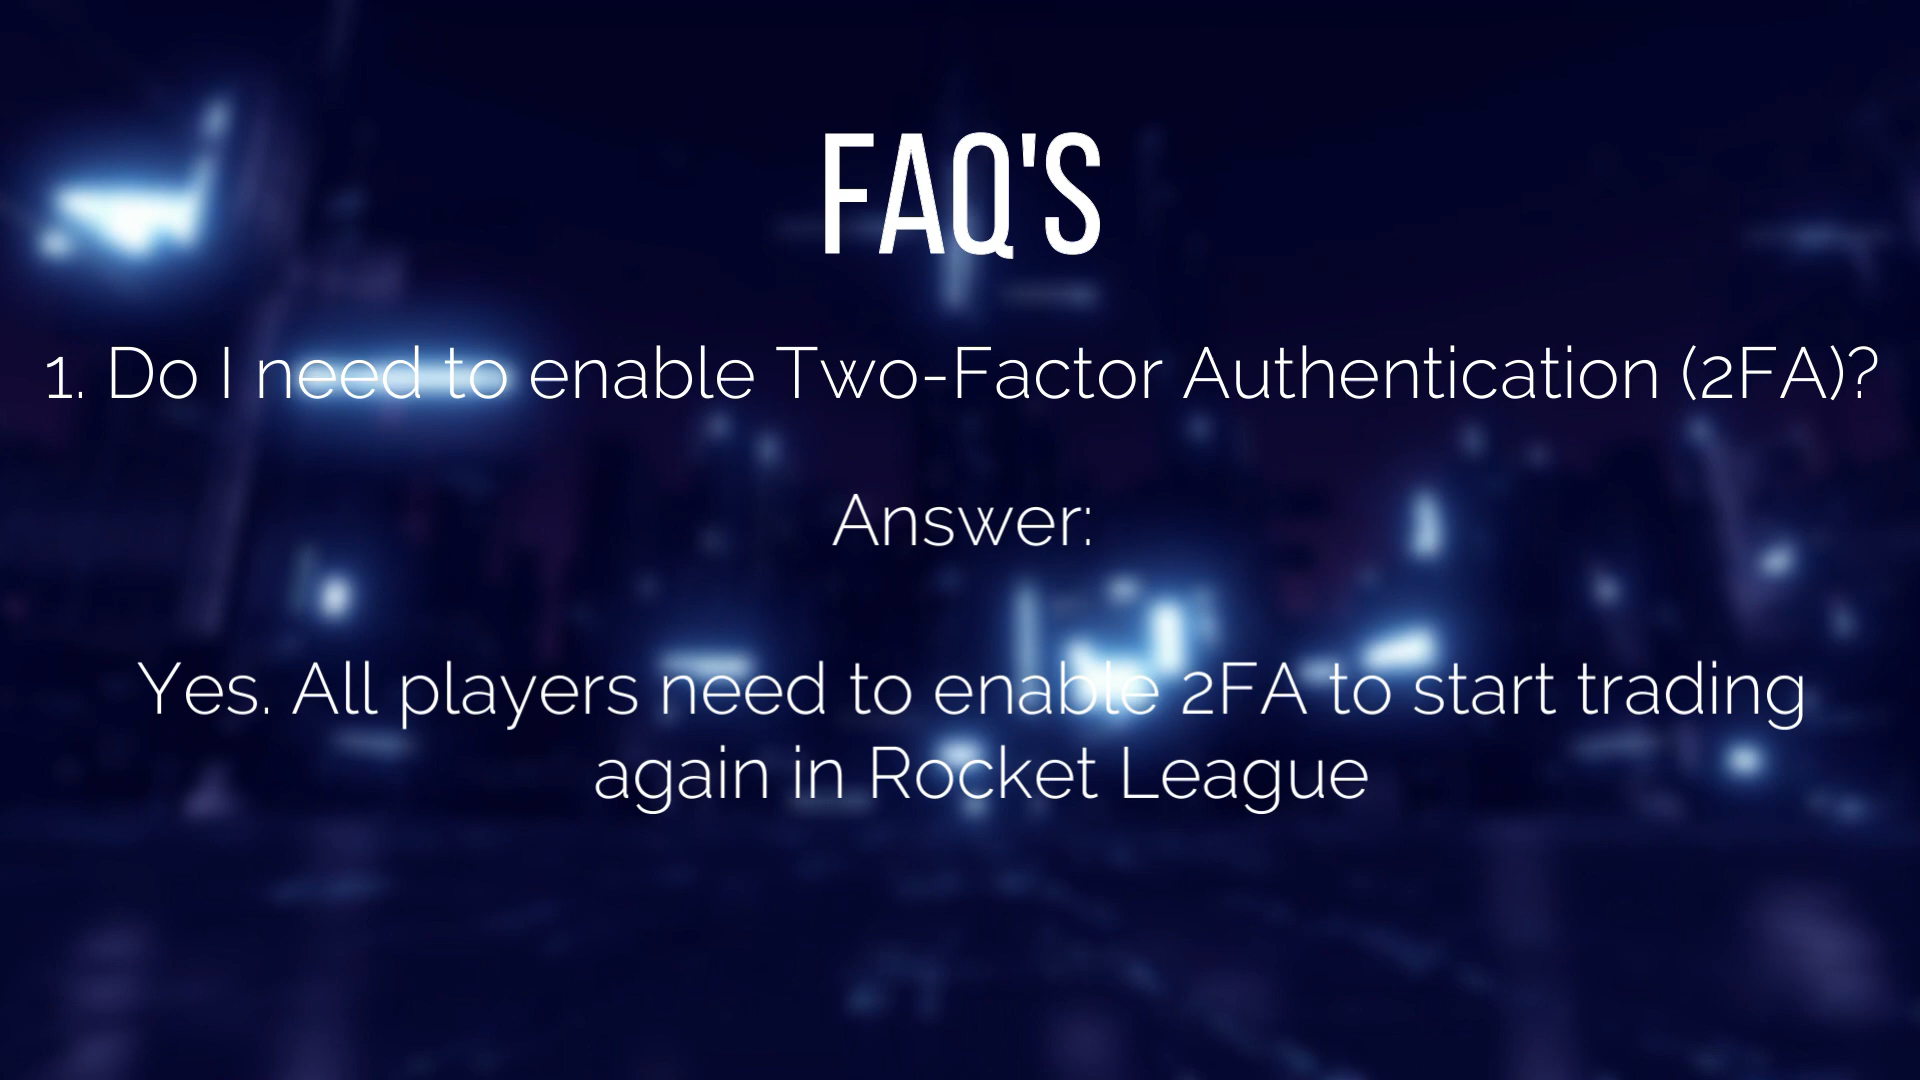 FAQ'S
1. Do I need to enable Two-Factor Authentication (2FA)?
Answer:
Yes. All players need to enable 2FA to start trading
again in Rocket League